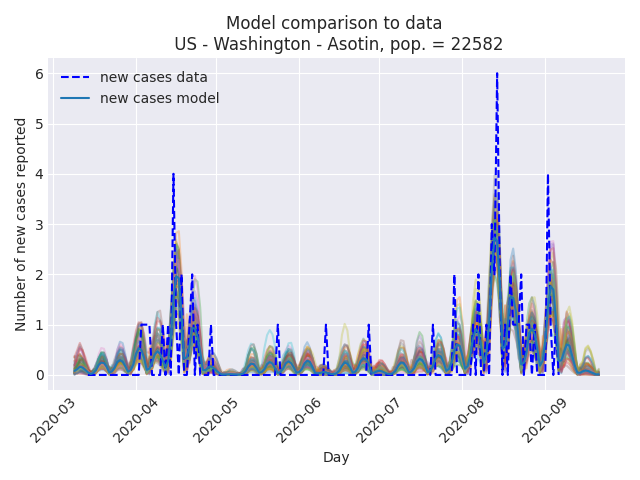 Model comparison to data
US - Washington - Asotin, pop. = 22582
new cases data
new cases model
Number of new cases reported
6
5
4
3
2
1
0
2020-03
2020-04
2020-05
2020-06
2020-07
2020-08
2020-09
Day